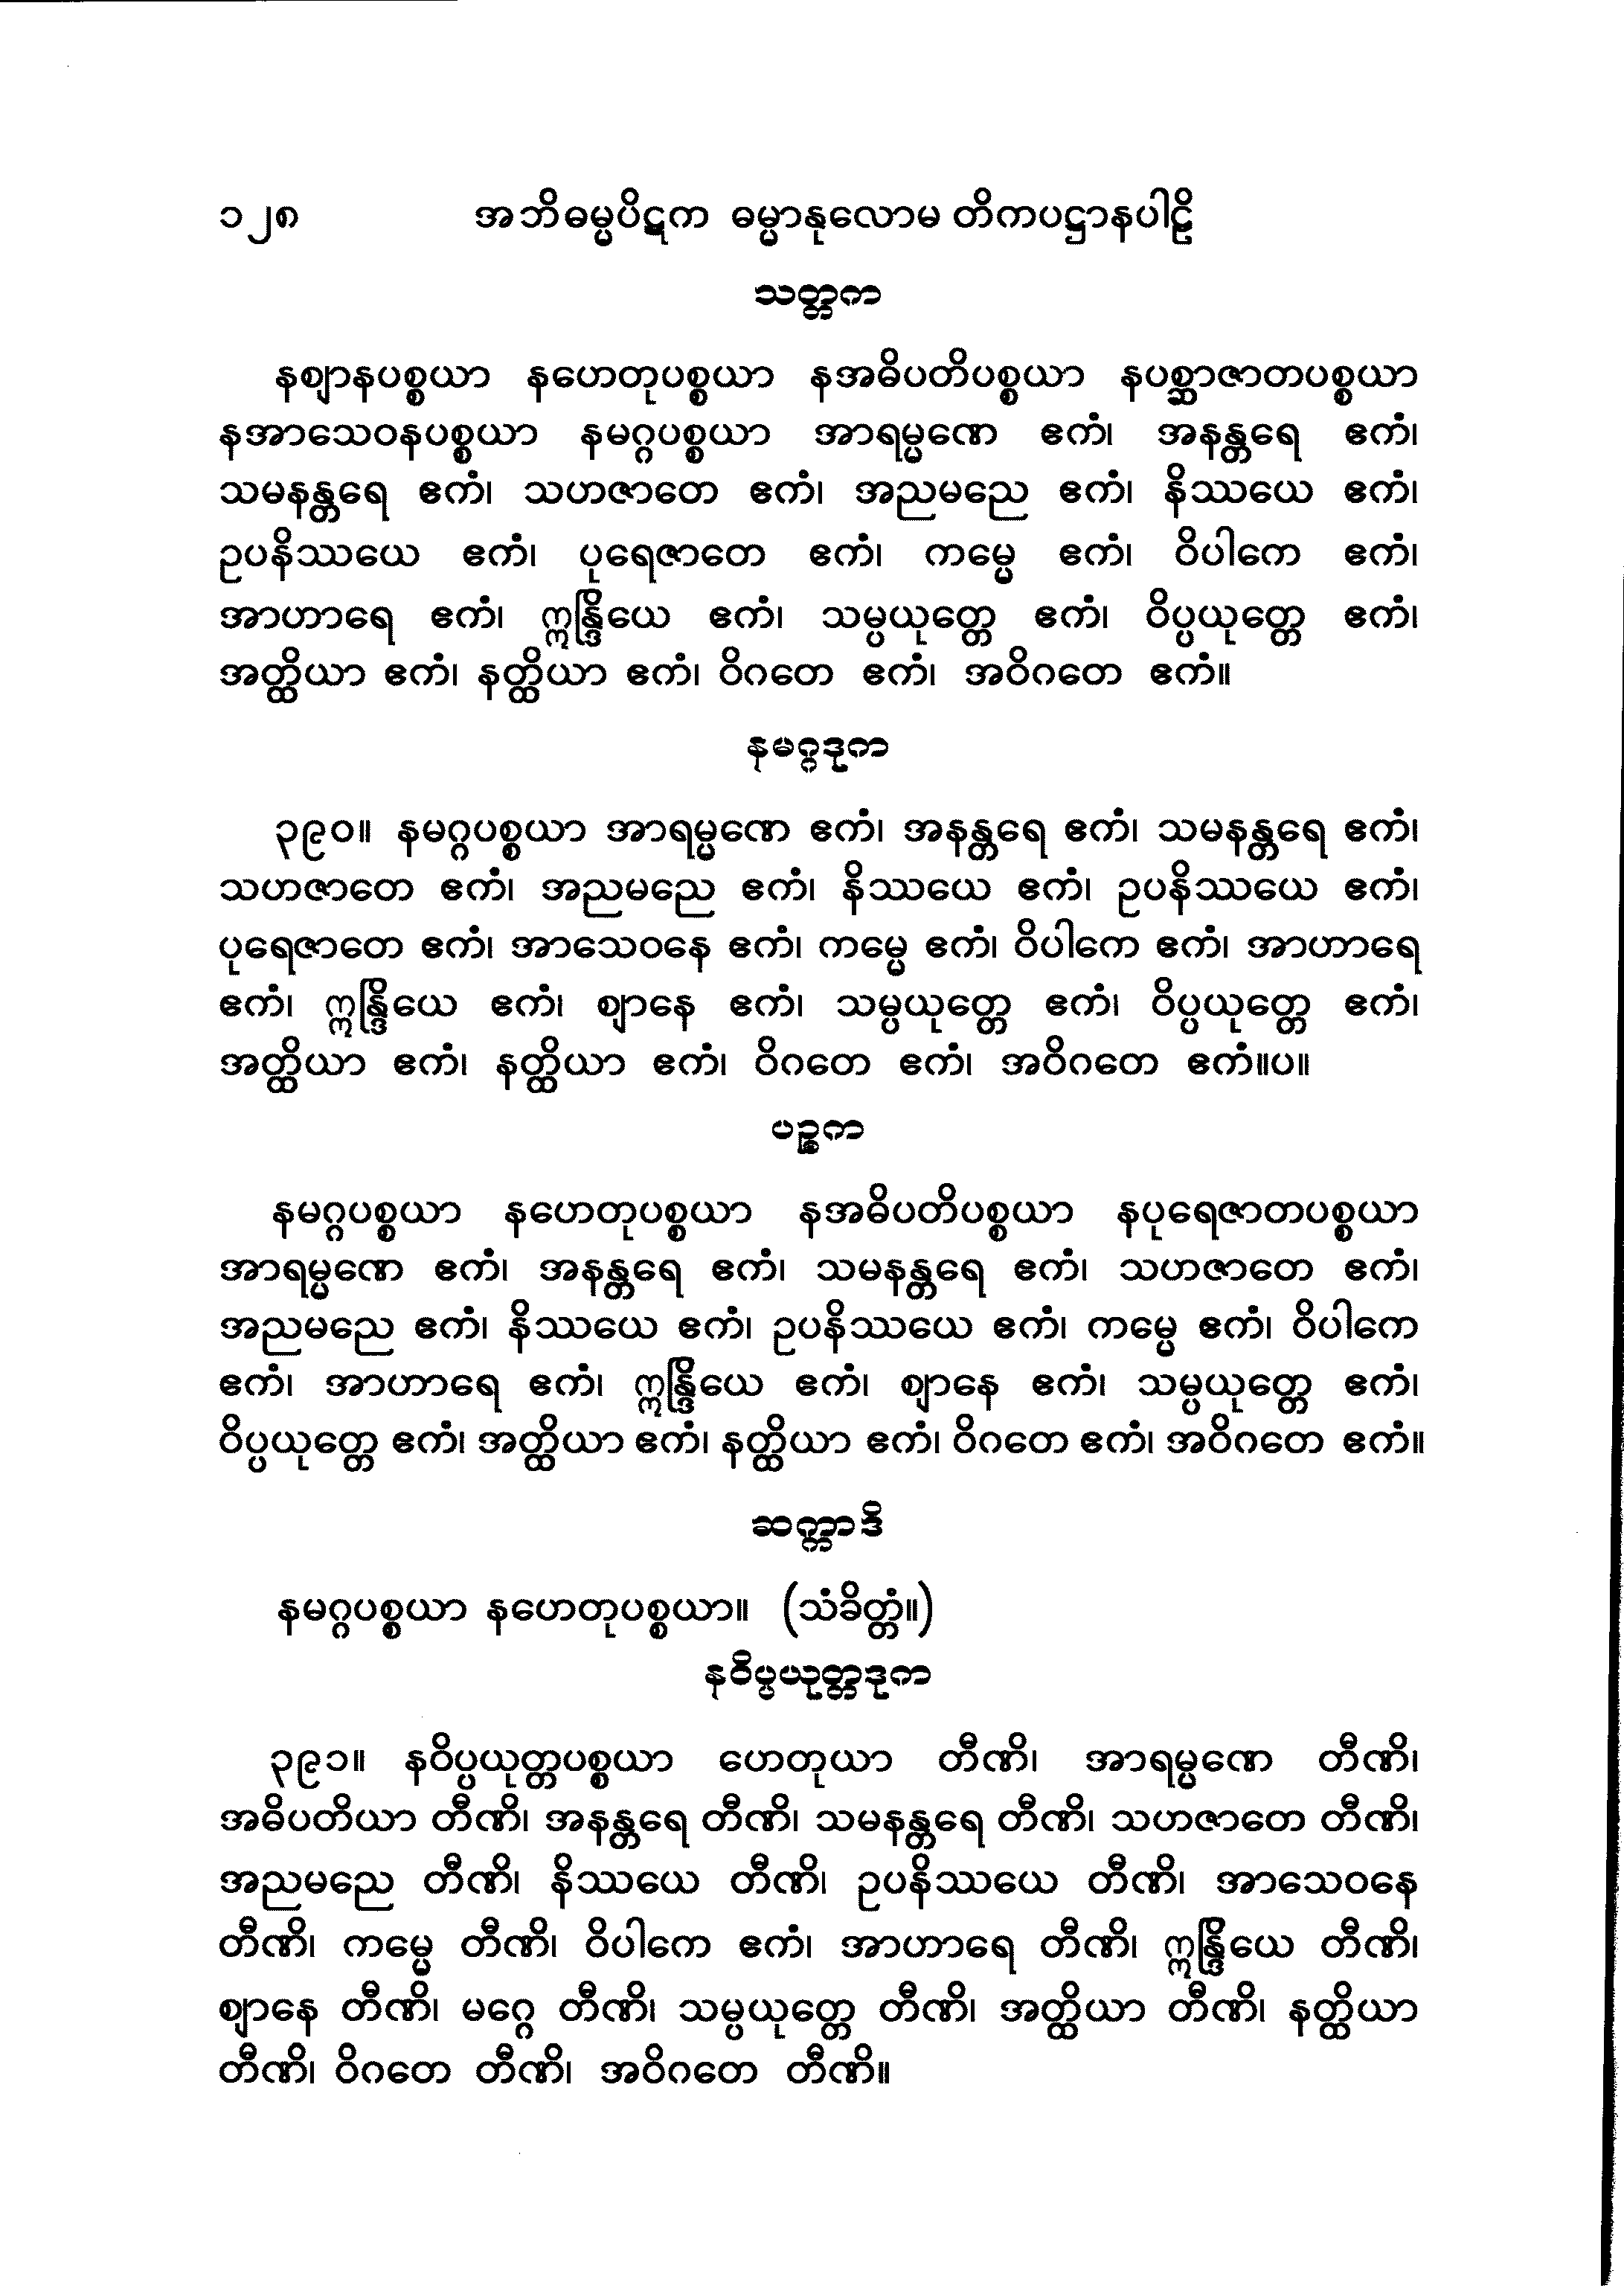 ၁၂၈ အဘိဓမ္မပိဋက ဓမ္မာနုလောမ တိကပဋ္ဌာနပါဠိ
သတ္တက
နဈာနပစ္စယာ နဟေတုပစ္စယာ နအဓိပတိပစ္စယာ နပစ္ဆာဇာတပစ္စယာ
နအာသေဝနပစ္စယာ နမဂ္ဂပစ္စယာ အာရမ္မဏေ ဧကံ၊ အနန္တရေ ဧကံ၊
သမနန္တရေ ဧကံ၊ သဟဇာတေ ဧကံ၊ အညမညေ ဧကံ၊ နိဿယေ ဧကံ၊
ဥပနိဿယေ ဧကံ၊ ပုရေဇာတေ ဧကံ၊ ကမ္မေ ဧကံ၊ ဝိပါကေ ဧကံ၊
အာဟာရေ ဧကံ၊ ဣန္ဒြိယေ ဧကံ၊ သမ္ပယုတ္တေ ဧကံ၊ ဝိပ္ပယုတ္တေ ဧကံ၊
အတ္ထိယာ ဧကံ၊ နတ္ထိယာ ဧကံ၊ ဝိဂတေ ဧကံ၊ အဝိဂတေ ဧကံ။
နမဂ္ဂဒုက
၃၉၀။ နမဂ္ဂပစ္စယာ အာရမ္မဏေ ဧကံ၊ အနန္တရေ ဧကံ၊ သမနန္တရေ ဧကံ၊
သဟဇာတေ ဧကံ၊ အညမညေ ဧကံ၊ နိဿယေ ဧကံ၊ ဥပနိဿယေ ဧကံ၊
ပုရေဇာတေ ဧကံ၊ အာသေဝနေ ဧကံ၊ ကမ္မေ ဧကံ၊ ဝိပါကေ ဧကံ၊ အာဟာရေ
ဧကံ၊ ဣန္ဒြိယေ ဧကံ၊ ဈာနေ ဧကံ၊ သမ္ပယုတ္တေ ဧကံ၊ ဝိပ္ပယုတ္တေ ဧကံ၊
အတ္ထိယာ ဧကံ၊ နတ္ထိယာ ဧကံ၊ ဝိဂတေ ဧကံ၊ အဝိဂတေ ဧကံ။ပ။
ပဉ္စက
နမဂ္ဂပစ္စယာ နဟေတုပစ္စယာ နအဓိပတိပစ္စယာ နပုရေဇာတပစ္စယာ
အာရမ္မဏေ ဧကံ၊ အနန္တရေ ဧကံ၊ သမနန္တရေ ဧကံ၊ သဟဇာတေ ဧကံ၊
အညမညေ ဧကံ၊ နိဿယေ ဧကံ၊ ဥပနိဿယေ ဧကံ၊ ကမ္မေ ဧကံ၊ ဝိပါကေ
ဧကံ၊ အာဟာရေ ဧကံ၊ ဣန္ဒြိယေ ဧကံ၊ ဈာနေ ဧကံ၊ သမ္ပယုတ္တေ ဧကံ၊
ဝိပ္ပယုတ္တေ ဧကံ၊ အတ္ထိယာ ဧကံ၊ နတ္ထိယာ ဧကံ၊ ဝိဂတေ ဧကံ၊ အဝိဂတေ ဧကံ။
ဆက္ကာဒိ
နမဂ္ဂပစ္စယာ နဟေတုပစ္စယာ။ (သံခိတ္တံ။)
နဝိပ္ပယုတ္တဒုက
၃၉၁။ နဝိပ္ပယုတ္တပစ္စယာ ဟေတုယာ တီဏိ၊ အာရမ္မဏေ တီဏိ၊
အဓိပတိယာ တီဏိ၊ အနန္တရေ တီဏိ၊ သမနန္တရေ တီဏိ၊ သဟဇာတေ တီဏိ၊
အညမညေ တီဏိ၊ နိဿယေ တီဏိ၊ ဥပနိဿယေ တီဏိ၊ အာသေဝနေ
တီဏိ၊ ကမ္မေ တီဏိ၊ ဝိပါကေ ဧကံ၊ အာဟာရေ တီဏိ၊ ဣန္ဒြိယေ တီဏိ၊
ဈာနေ တီဏိ၊ မဂ္ဂေ တီဏိ၊ သမ္ပယုတ္တေ တီဏိ၊ အတ္ထိယာ တီဏိ၊ နတ္ထိယာ
တီဏိ၊ ဝိဂတေ တီဏိ၊ အဝိဂတေ တီဏိ။